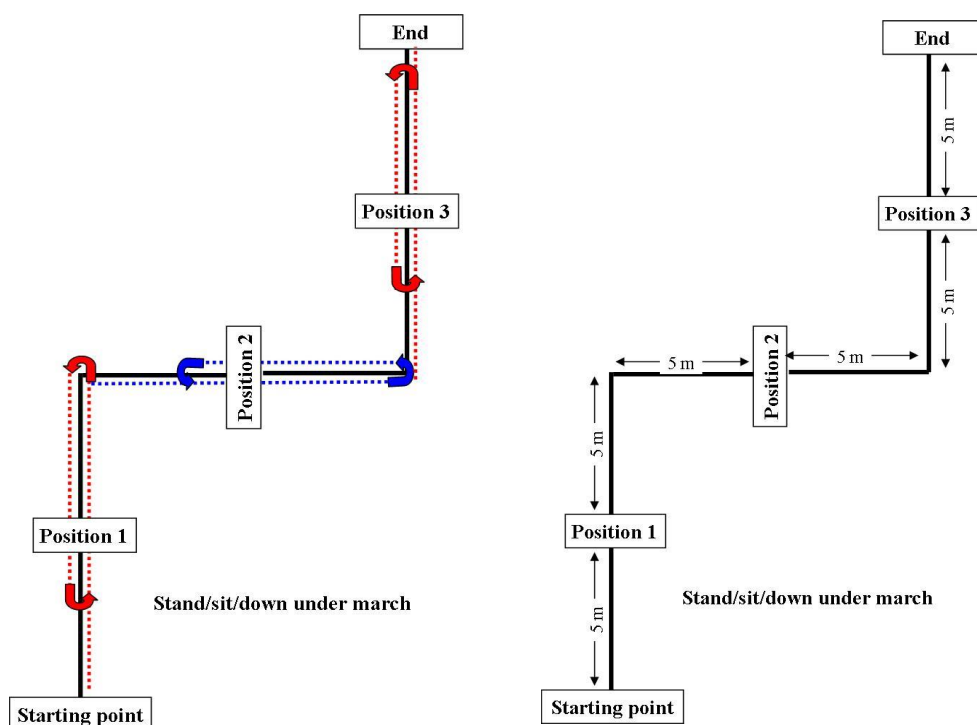 End
Position 3
Position 2
Position 1
Stand/sit/down under march
Starting point
End
5 m
Position 3
5 m
5 m
Position 2
5 m
5 m
Position 1
Stand/sit/down under march
5 m
Starting point